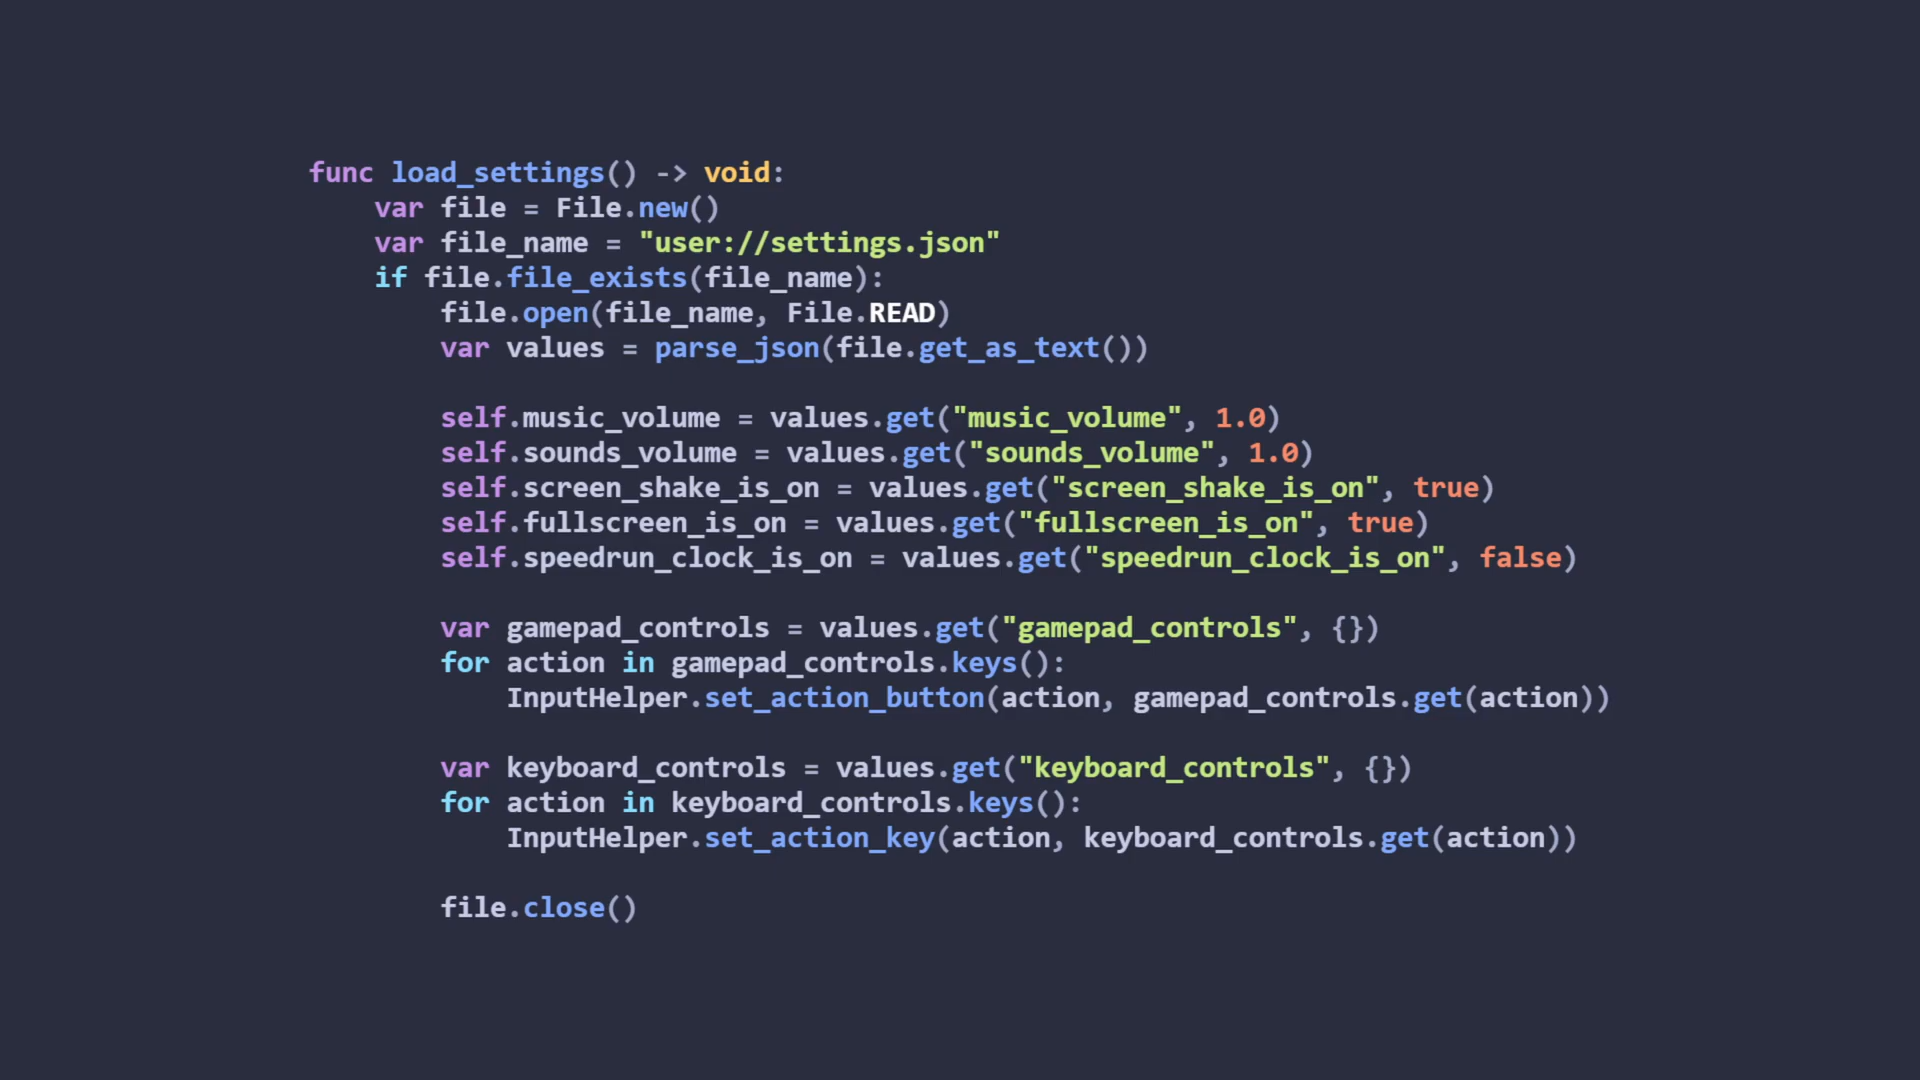 func load_settings() -> void:
    var file = File.new()
    var file_name = "user://settings.json"
    if file.file_exists(file_name):
        file.open(file_name, File.READ)
        var values = parse_json(file.get_as_text())

        self.music_volume = values.get("music_volume", 1.0)
        self.sounds_volume = values.get("sounds_volume", 1.0)
        self.screen_shake_is_on = values.get("screen_shake_is_on", true)
        self.fullscreen_is_on = values.get("fullscreen_is_on", true)
        self.speedrun_clock_is_on = values.get("speedrun_clock_is_on", false)

        var gamepad_controls = values.get("gamepad_controls", {})
        for action in gamepad_controls.keys():
            InputHelper.set_action_button(action, gamepad_controls.get(action))

        var keyboard_controls = values.get("keyboard_controls", {})
        for action in keyboard_controls.keys():
            InputHelper.set_action_key(action, keyboard_controls.get(action))

        file.close()